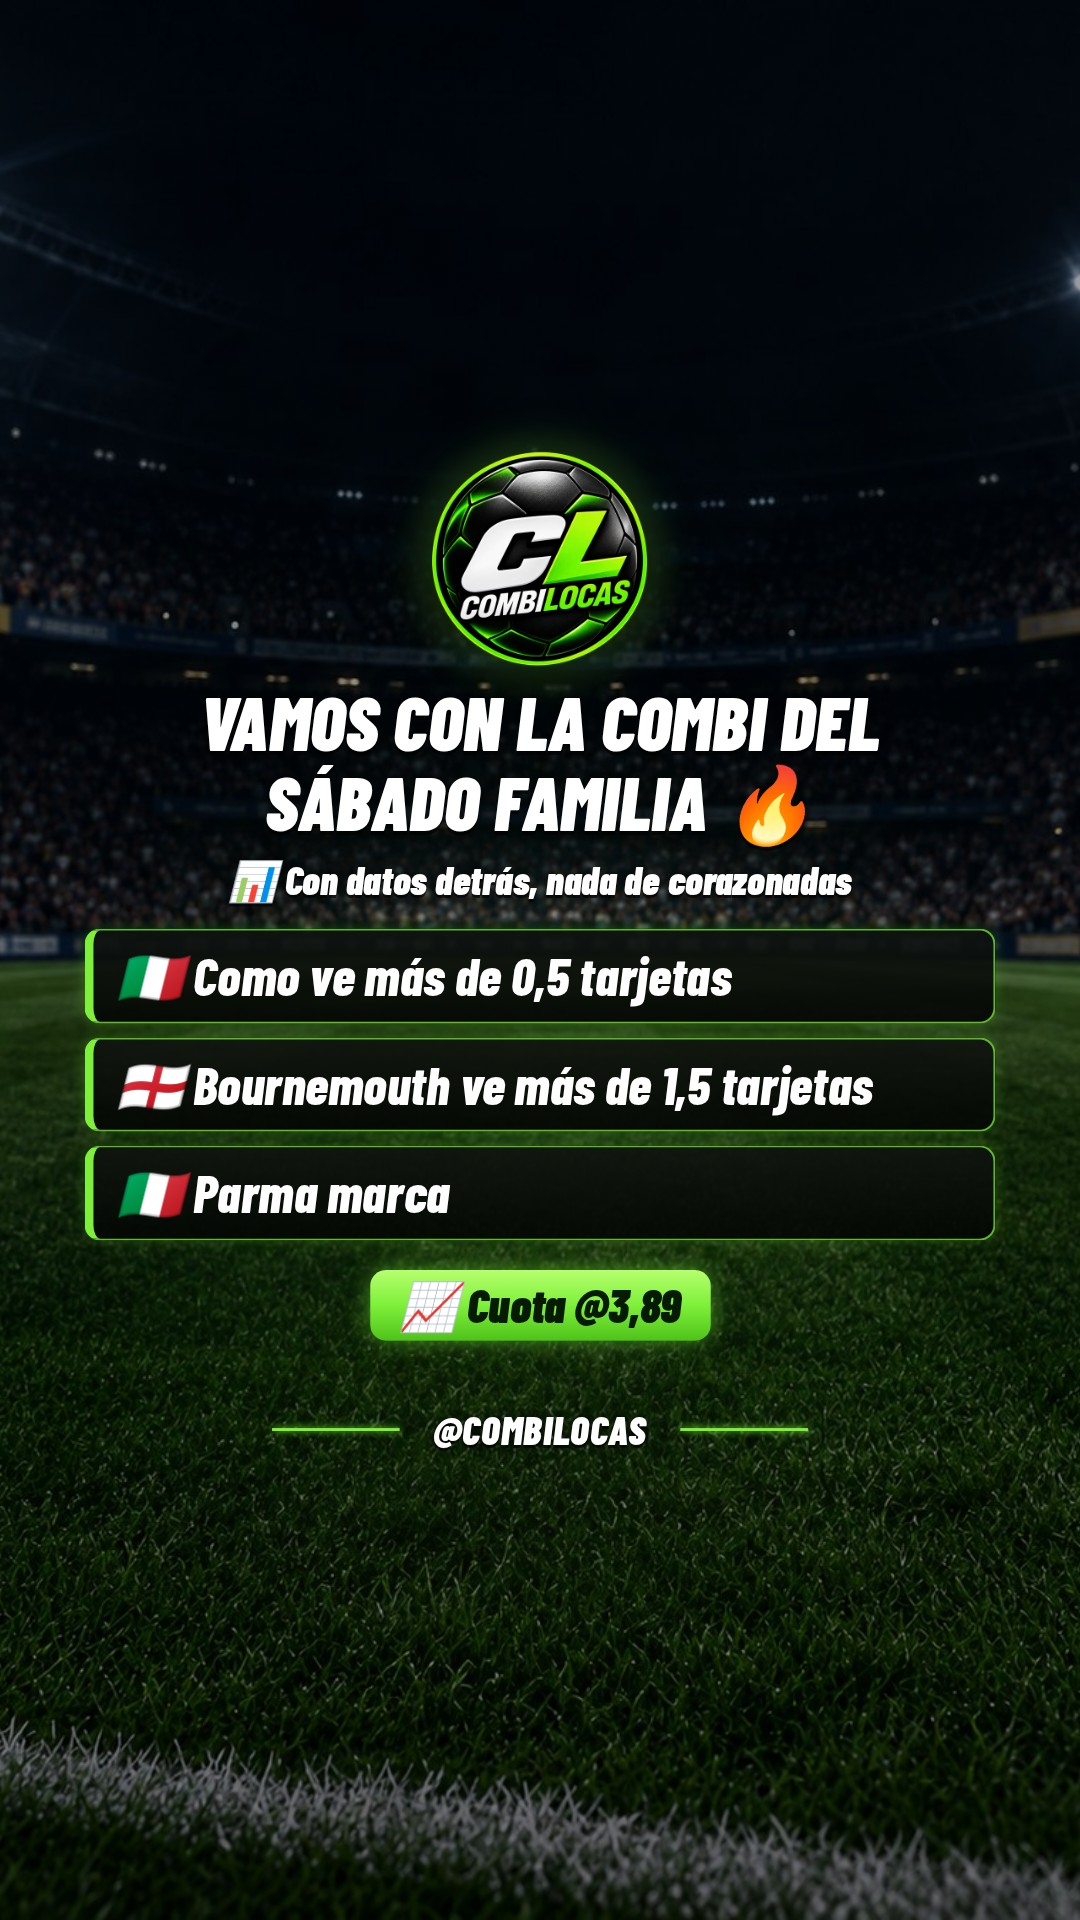 CL
COMBILOCAS
VAMOS CON LA COMBI DEL
SÁBADO FAMILIA 🔥
📊 Con datos detrás, nada de corazonadas
🇮🇹 Como ve más de 0,5 tarjetas
🏴󠁧󠁢󠁥󠁮󠁧󠁿 Bournemouth ve más de 1,5 tarjetas
🇮🇹 Parma marca
📈 Cuota @3,89
@COMBILOCAS